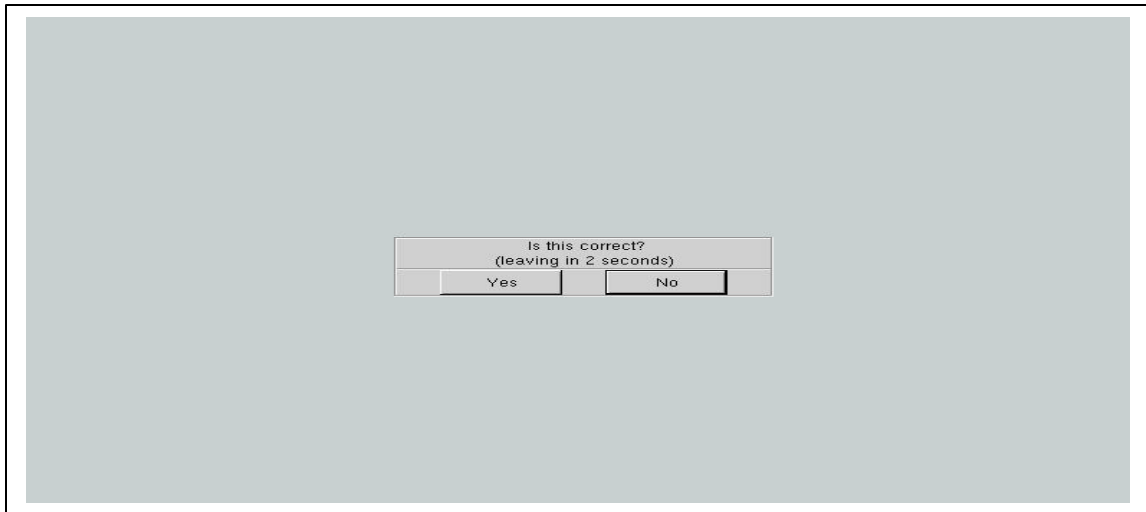 Is this correct?
(leaving in 2 seconds)
Yes No